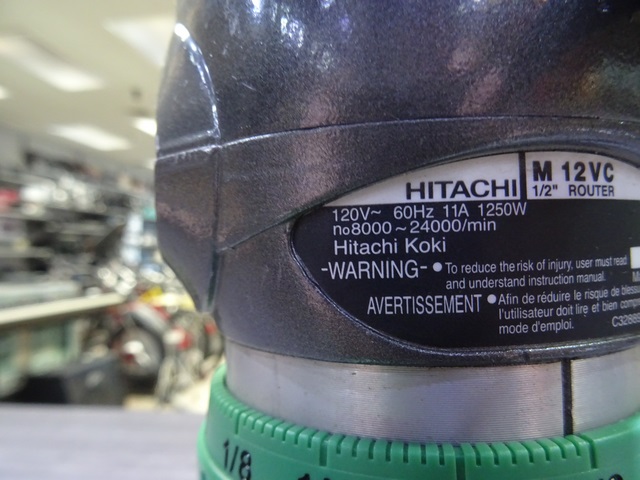 HITACHI
M 12VC
1/2" ROUTER
120V~ 60Hz 11A 1250W
no8000~24000/min
Hitachi Koki
-WARNING- •To reduce the risk of injury, user must read
and understand instruction manual.
AVERTISSEMENT •Afin de réduire le risque de
l'utilisateur doit lire et bien
mode d'emploi.
1/8